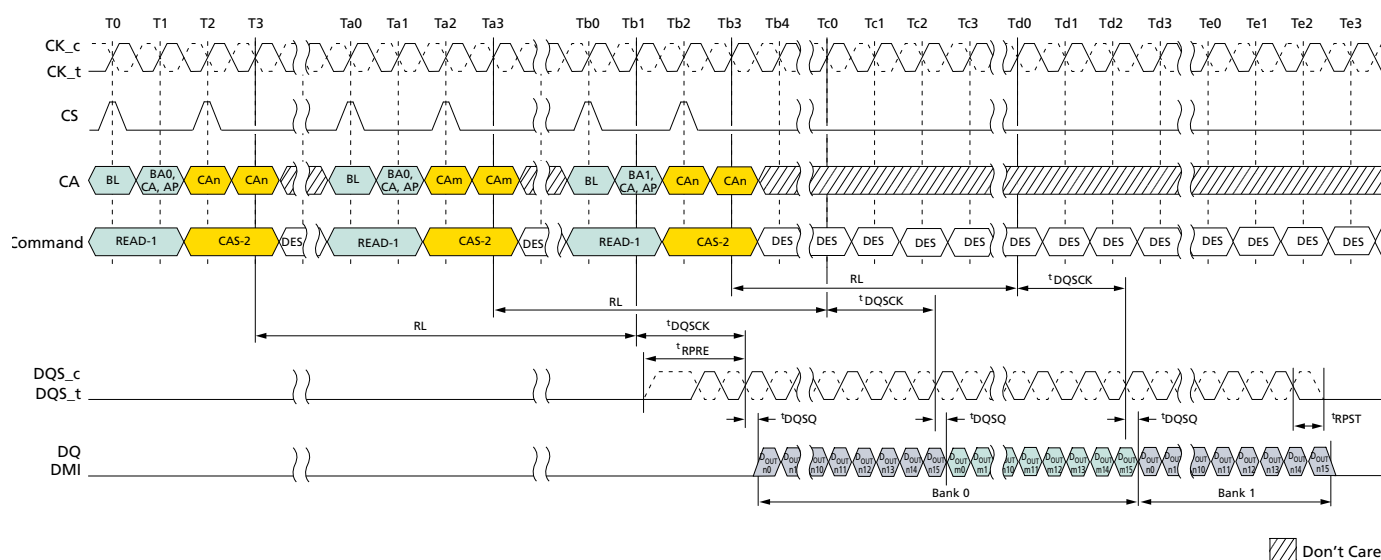 T0 T1 T2 T3 Ta0 Ta1 Ta2 Ta3 Tb0 Tb1 Tb2 Tb3 Tb4 Tc0 Tc1 Tc2 Tc3 Td0 Td1 Td2 Td3 Te0 Te1 Te2 Te3
CK_c
CK_t
CS
CA BL BA0, CA, AP CAn CAn BL BA0, CA, AP CAm CAm BL BA1, CA, AP CAn CAn
Command READ-1 CAS-2 DES READ-1 CAS-2 DES READ-1 CAS-2 DES DES DES DES DES DES DES DES DES DES DES DES DES
RL tDQSCK
RL tDQSCK
RL tDQSCK
tRPRE
DQS_c
DQS_t
tDQSQ tDQSQ tDQSQ tRPST
DQ
DMI
DOUT n0 DOUT n1 DOUT n10 DOUT n11 DOUT n12 DOUT n13 DOUT n14 DOUT n15 DOUT m0 DOUT m1 DOUT n10 DOUT m11 DOUT m12 DOUT m13 DOUT m14 DOUT m15 DOUT n0 DOUT n1 DOUT n10 DOUT n11 DOUT n12 DOUT n13 DOUT n14 DOUT n15
Bank 0 Bank 1
Don't Care